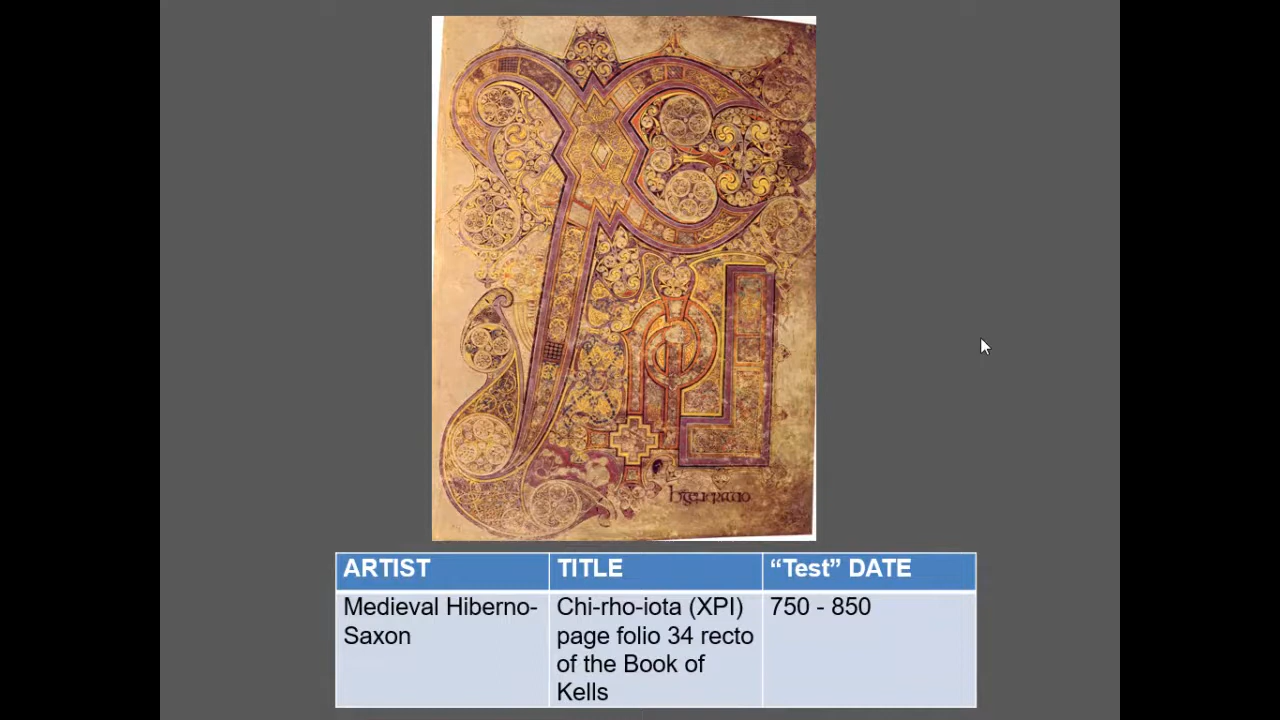 h generatio
ARTIST
TITLE
“Test” DATE
Medieval Hiberno-
Saxon
Chi-rho-iota (XPI)
page folio 34 recto
of the Book of
Kells
750 - 850